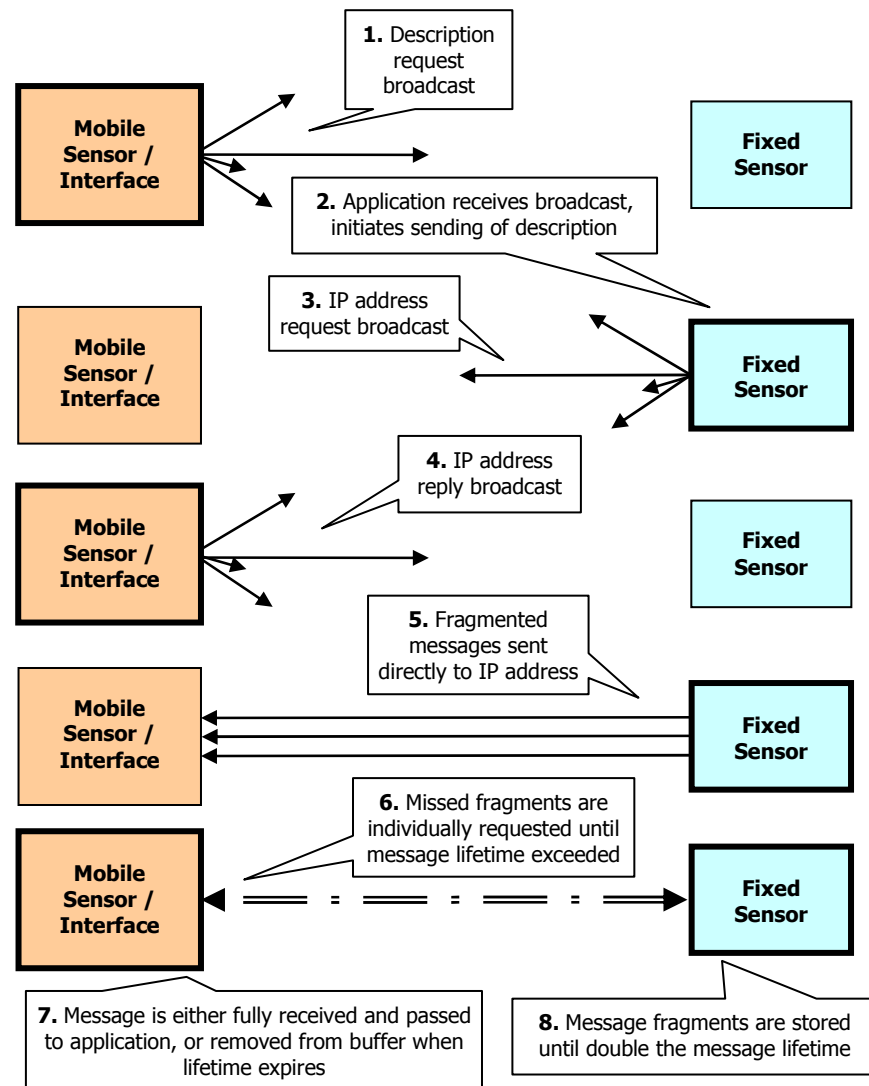 1. Description
request
broadcast
Mobile
Sensor /
Interface
Fixed
Sensor
2. Application receives broadcast,
initiates sending of description
3. IP address
request broadcast
Mobile
Sensor /
Interface
Fixed
Sensor
4. IP address
reply broadcast
Mobile
Sensor /
Interface
Fixed
Sensor
5. Fragmented
messages sent
directly to IP address
Mobile
Sensor /
Interface
Fixed
Sensor
6. Missed fragments are
individually requested until
message lifetime exceeded
Mobile
Sensor /
Interface
Fixed
Sensor
7. Message is either fully received and passed
to application, or removed from buffer when
lifetime expires
8. Message fragments are stored
until double the message lifetime